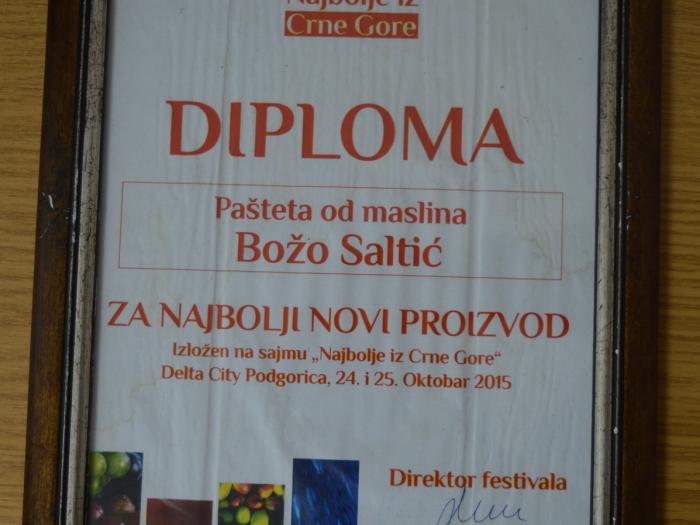 Najbolje iz
Crne Gore
DIPLOMA
Pašteta od maslina
Božo Saltić
ZA NAJBOLJI NOVI PROIZVOD
Izložen na sajmu „Najbolje iz Crne Gore“
Delta City Podgorica, 24. i 25. Oktobar 2015
Direktor festivala